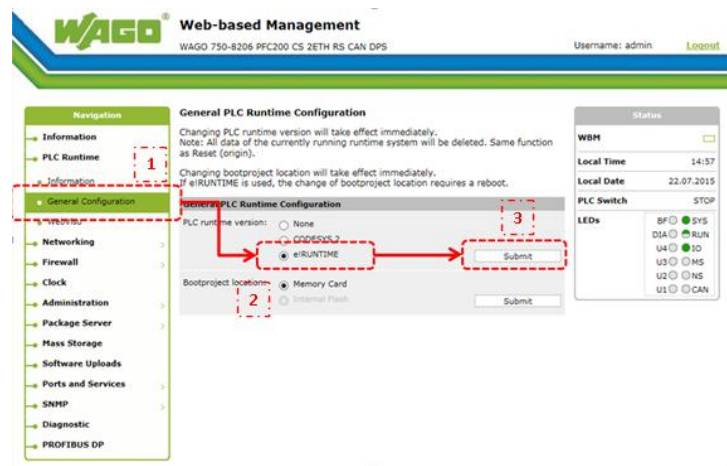 WAGO®
Web-based Management
WAGO 750-8206 PFC200 CS 2ETH RS CAN DPS
Username: admin
Logout
Navigation
Information
PLC Runtime
Information
General Configuration
WebVisu
Networking
Firewall
Clock
Administration
Package Server
Mass Storage
Software Uploads
Ports and Services
SNMP
Diagnostic
PROFIBUS DP
1
General PLC Runtime Configuration
Changing PLC runtime version will take effect immediately.
Note: All data of the currently running runtime system will be deleted. Same function
as Reset (origin).
Changing bootproject location will take effect immediately.
If e!RUNTIME is used, the change of bootproject location requires a reboot.
General PLC Runtime Configuration
PLC runtime version:
None
CODESYS 2
e!RUNTIME
3
Submit
Bootproject location:
2
Memory Card
Internal Flash
Submit
Status
WBM
Local Time 14:57
Local Date 22.07.2015
PLC Switch STOP
LEDs
BF SYS
DIA RUN
U4 IO
U3 MS
U2 NS
U1 CAN